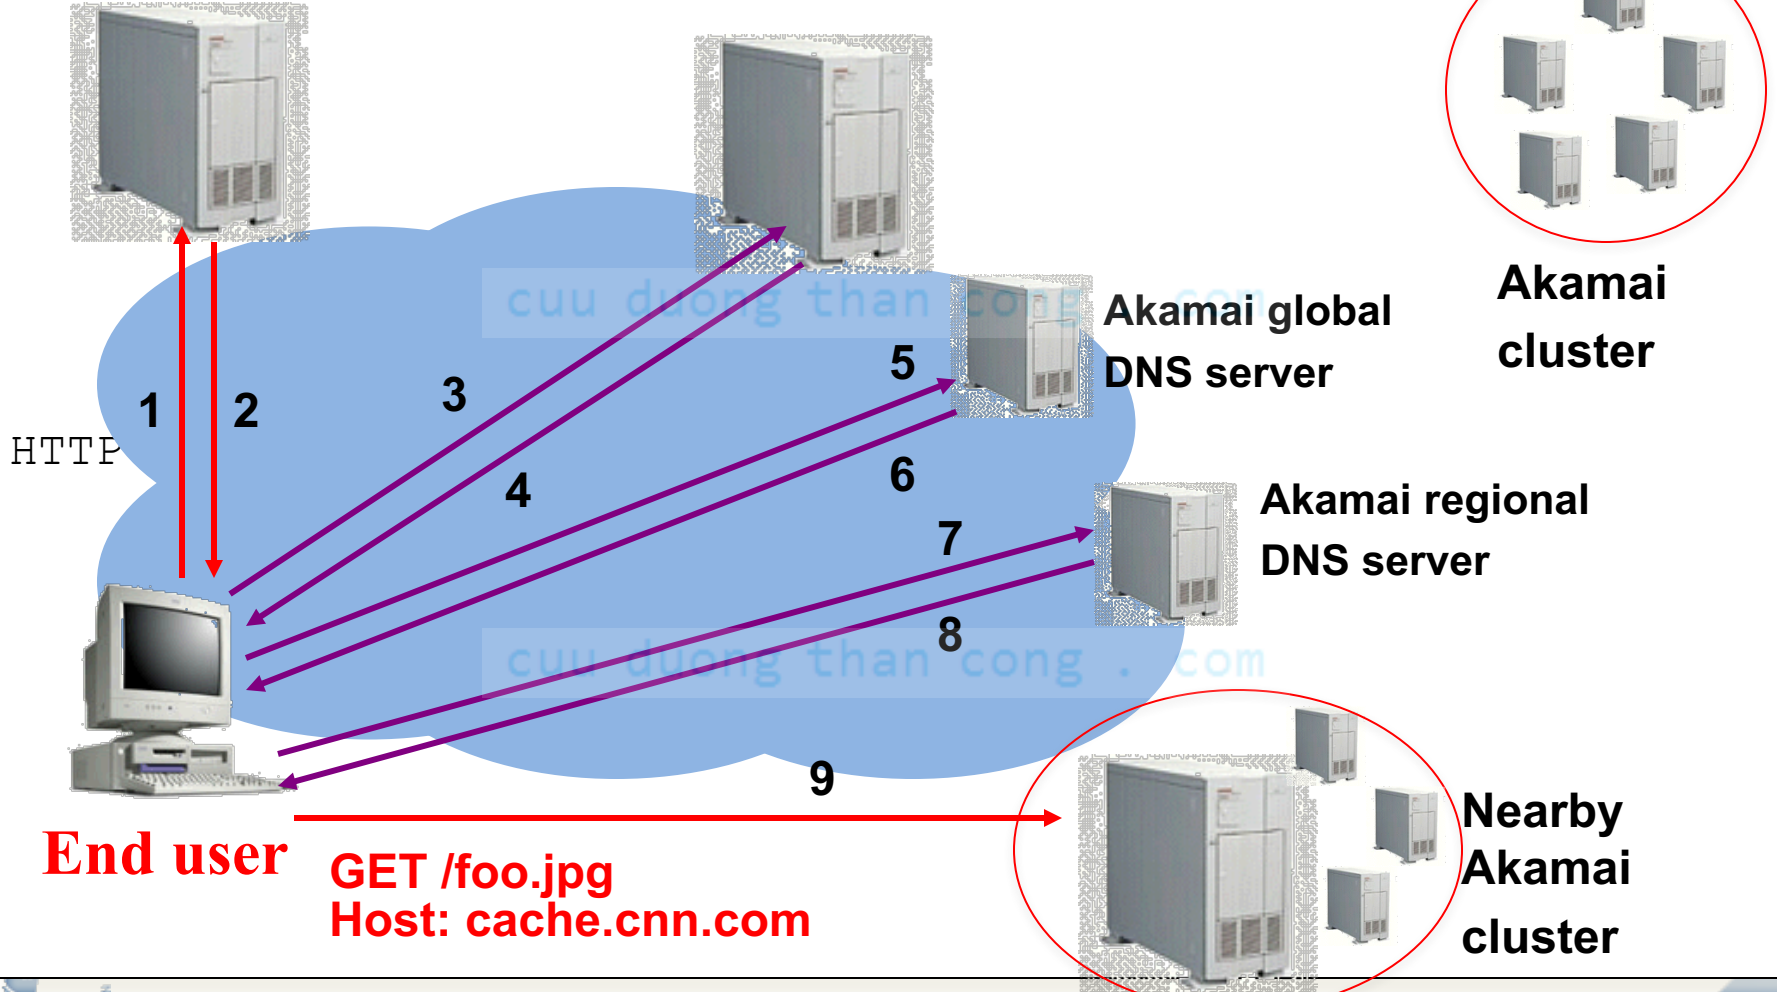 cuu duong than cong . com
Akamai global
DNS server
Akamai
cluster
5
3
1
2
HTTP
4
6
7
Akamai regional
DNS server
8
cuu duong than cong . com
9
End user
GET /foo.jpg
Host: cache.cnn.com
Nearby
Akamai
cluster